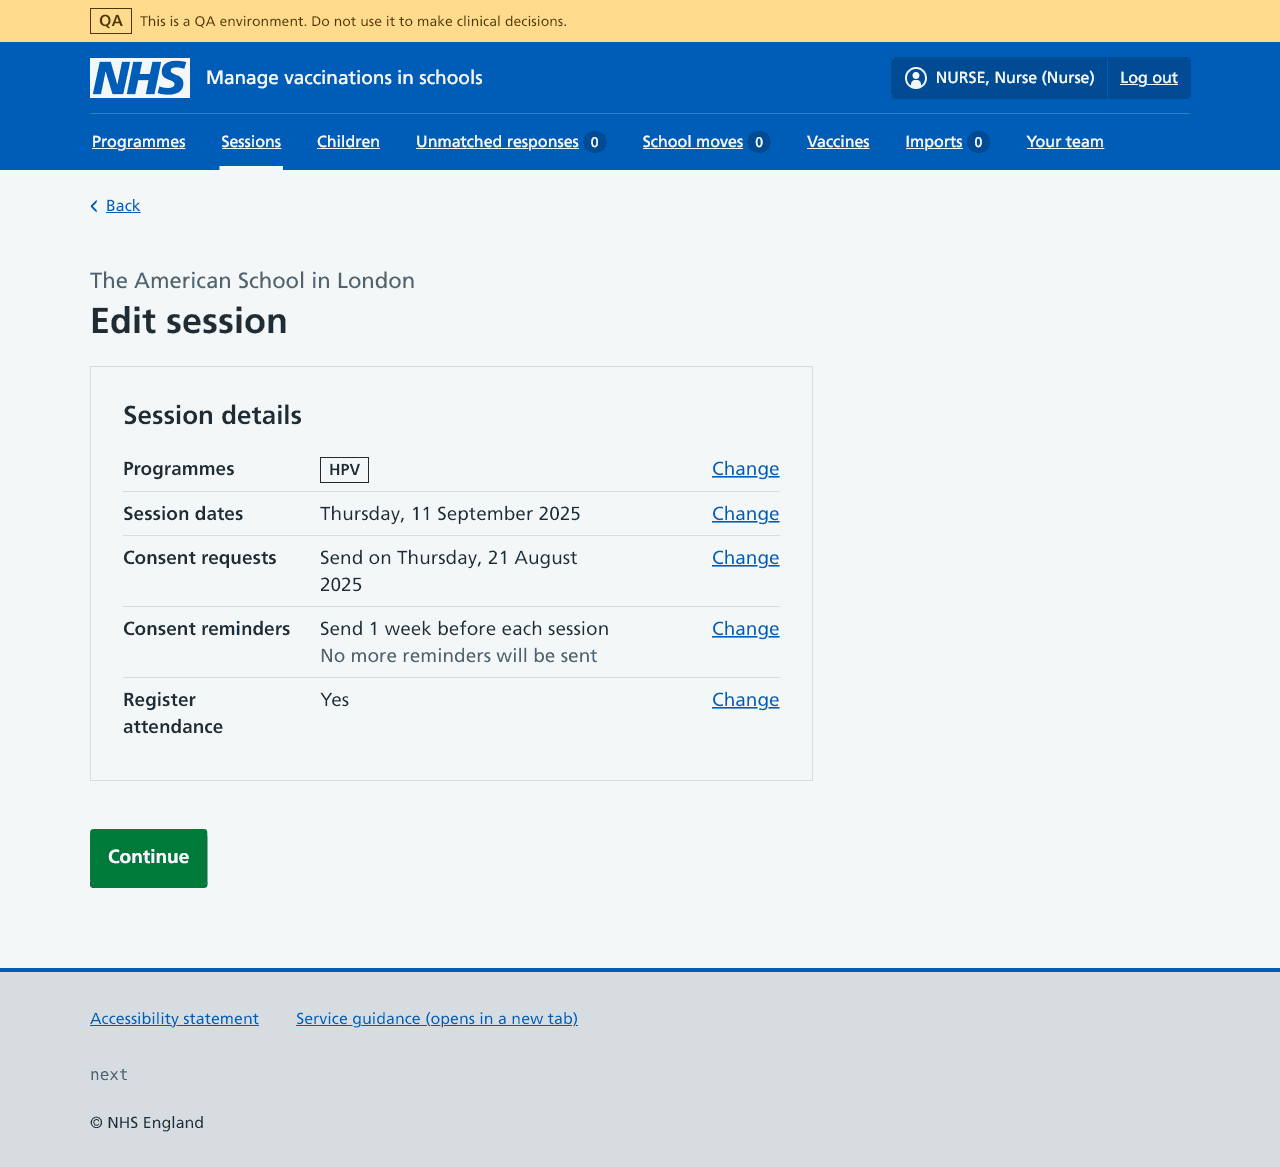 QA This is a QA environment. Do not use it to make clinical decisions.
NHS Manage vaccinations in schools NURSE, Nurse (Nurse) Log out
Programmes Sessions Children Unmatched responses 0 School moves 0 Vaccines Imports 0 Your team
Back
The American School in London
Edit session
Session details
Programmes HPV Change
Session dates Thursday, 11 September 2025 Change
Consent requests Send on Thursday, 21 August Change
2025
Consent reminders Send 1 week before each session Change
No more reminders will be sent
Register Yes Change
attendance
Continue
Accessibility statement Service guidance (opens in a new tab)
next
© NHS England